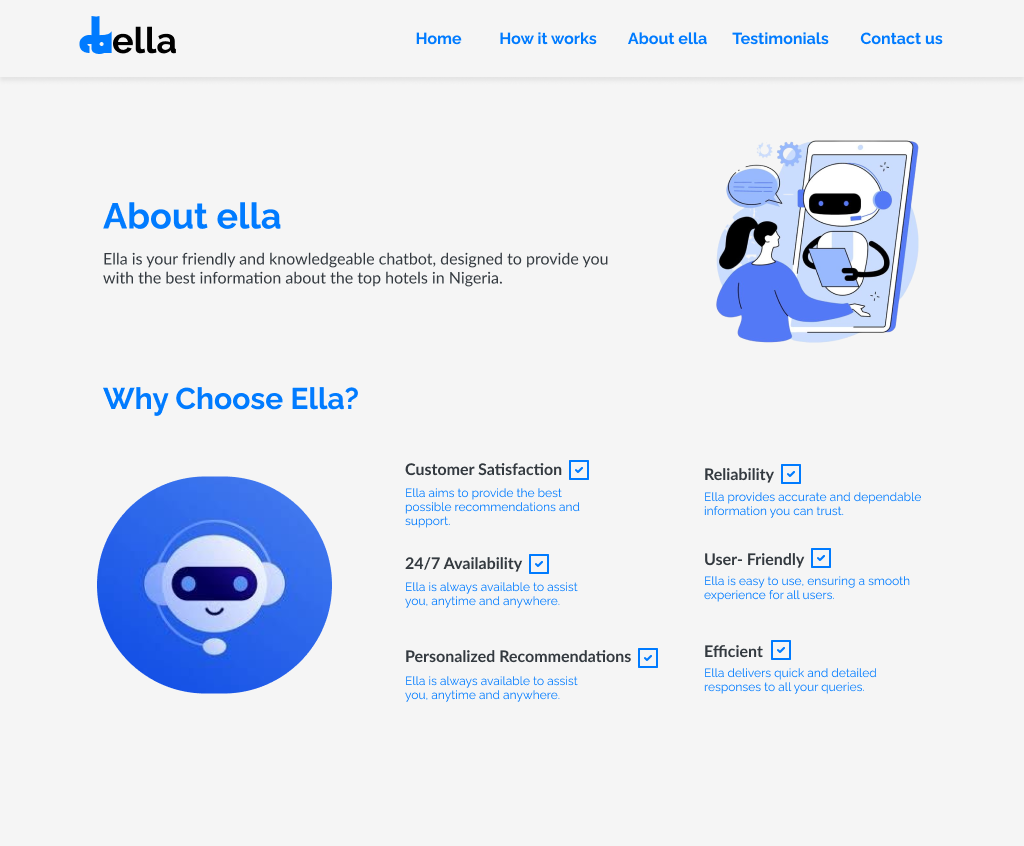 ella
Home
How it works
About ella
Testimonials
Contact us
About ella
Ella is your friendly and knowledgeable chatbot, designed to provide you
with the best information about the top hotels in Nigeria.
Why Choose Ella?
Customer Satisfaction
Ella aims to provide the best
possible recommendations and
support.
24/7 Availability
Ella is always available to assist
you, anytime and anywhere.
Personalized Recommendations
Ella is always available to assist
you, anytime and anywhere.
Reliability
Ella provides accurate and dependable
information you can trust.
User- Friendly
Ella is easy to use, ensuring a smooth
experience for all users.
Efficient
Ella delivers quick and detailed
responses to all your queries.